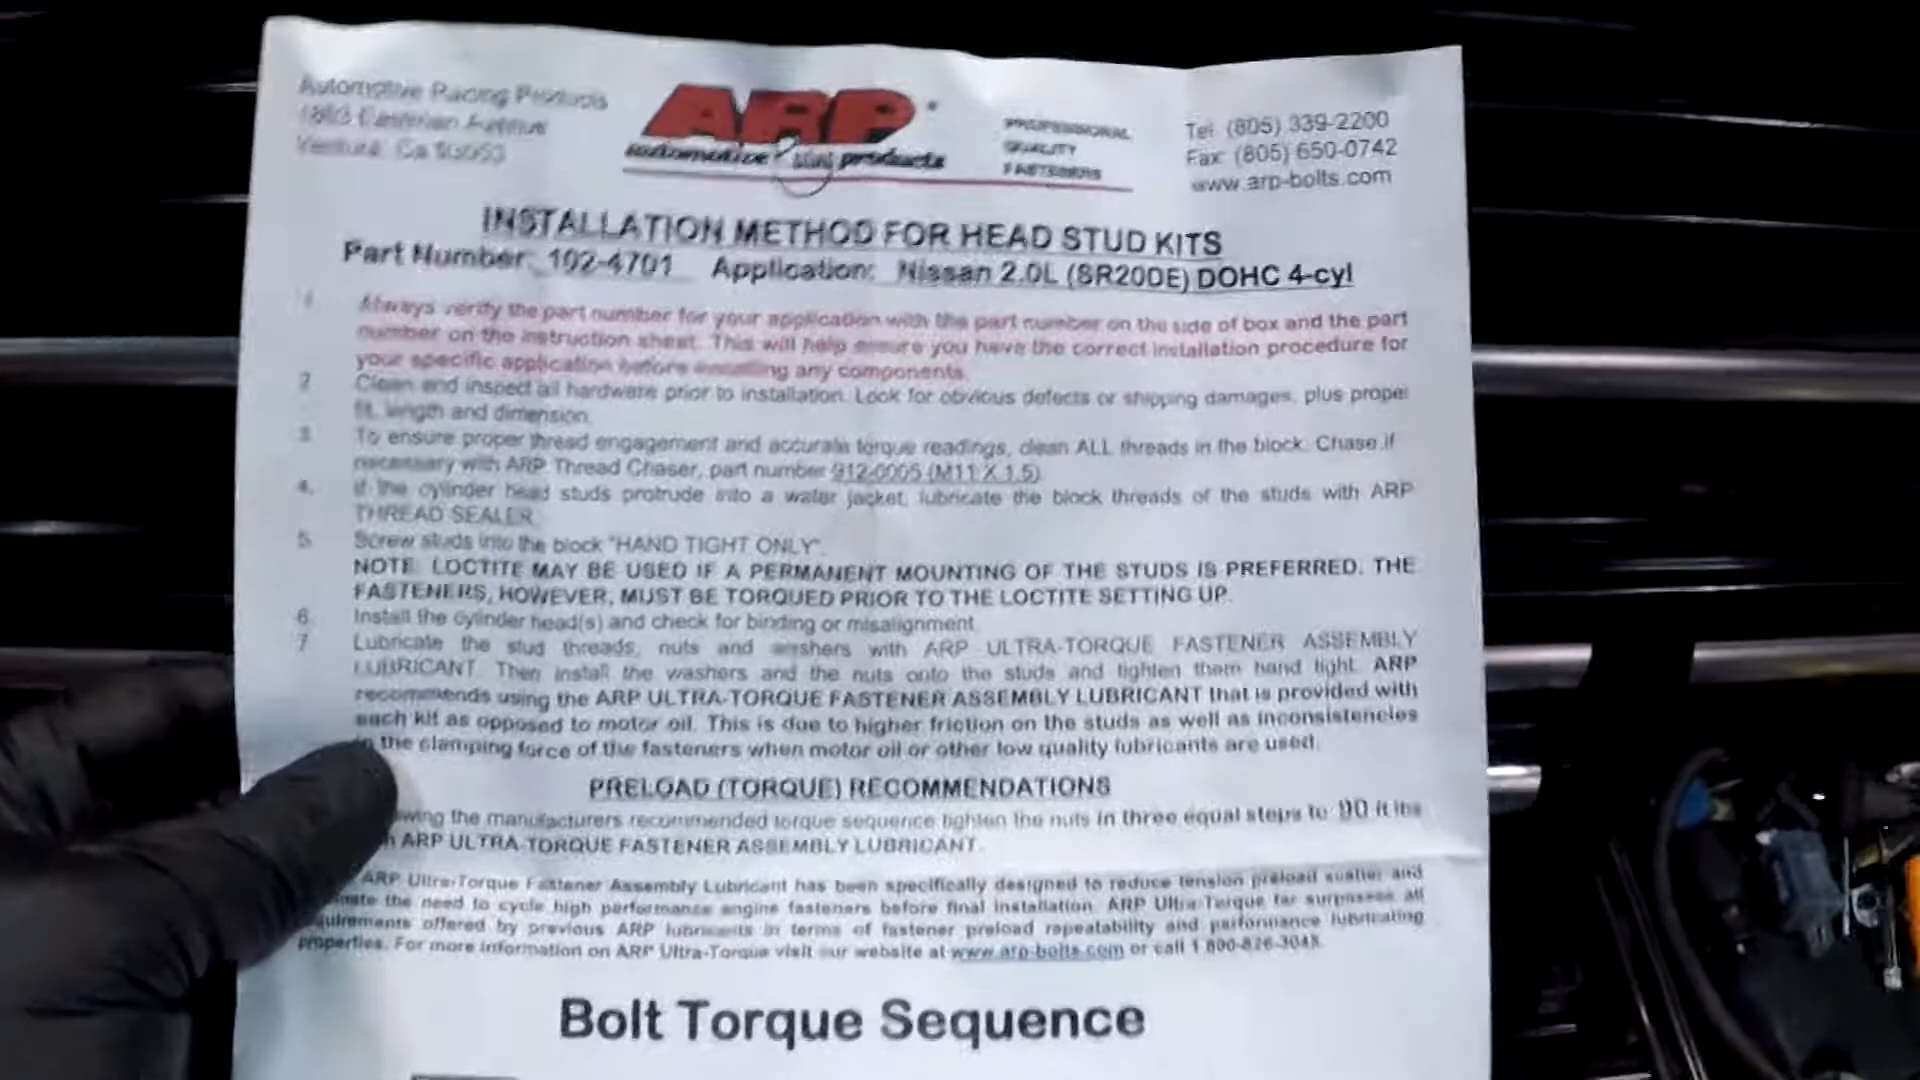 Automotive Racing Products
Ventura, Ca
ARP
automotive products
PROFESSIONAL
QUALITY
FASTENERS
Tel: (805) 339-2200
Fax: (805) 650-0742
www.arp-bolts.com
INSTALLATION METHOD FOR HEAD STUD KITS
Part Number: 102-4701 Application: Nissan 2.0L (SR20DE) DOHC 4-cyl
1. Always verify the part number for your application with the part number on the side of box and the part
number on the instruction sheet. This will help ensure you have the correct installation procedure for
your specific application before installing any components.
2. Clean and inspect all hardware prior to installation. Look for obvious defects or shipping damages, plus proper
fit, length and dimension.
3. To ensure proper thread engagement and accurate torque readings, clean ALL threads in the block. Chase if
necessary with ARP Thread Chaser, part number 912-0005 (M11 X 1.5)
4. If the cylinder head studs protrude into a water jacket, lubricate the block threads of the studs with ARP
THREAD SEALER
5. Screw studs into the block "HAND TIGHT ONLY".
NOTE: LOCTITE MAY BE USED IF A PERMANENT MOUNTING OF THE STUDS IS PREFERRED. THE
FASTENERS, HOWEVER, MUST BE TORQUED PRIOR TO THE LOCTITE SETTING UP.
6. Install the cylinder head(s) and check for binding or misalignment
7. Lubricate the stud threads, nuts and washers with ARP ULTRA-TORQUE FASTENER ASSEMBLY
LUBRICANT. Then install the washers and the nuts onto the studs and tighten them hand tight. ARP
recommends using the ARP ULTRA-TORQUE FASTENER ASSEMBLY LUBRICANT that is provided with
each kit as opposed to motor oil. This is due to higher friction on the studs as well as inconsistencies
in the clamping force of the fasteners when motor oil or other low quality lubricants are used.
PRELOAD (TORQUE) RECOMMENDATIONS
wing the manufacturers recommended torque sequence tighten the nuts in three equal steps to 90 ft lbs
h ARP ULTRA-TORQUE FASTENER ASSEMBLY LUBRICANT.
ARP Ultra-Torque Fastener Assembly Lubricant has been specifically designed to reduce tension preload scatter and
nate the need to cycle high performance engine fasteners before final installation. ARP Ultra-Torque far surpasses all
quirements offered by previous ARP lubricants in terms of fastener preload repeatability and performance lubricating
properties. For more information on ARP Ultra-Torque visit our website at www.arp-bolts.com or call 1 800-826-3045.
Bolt Torque Sequence